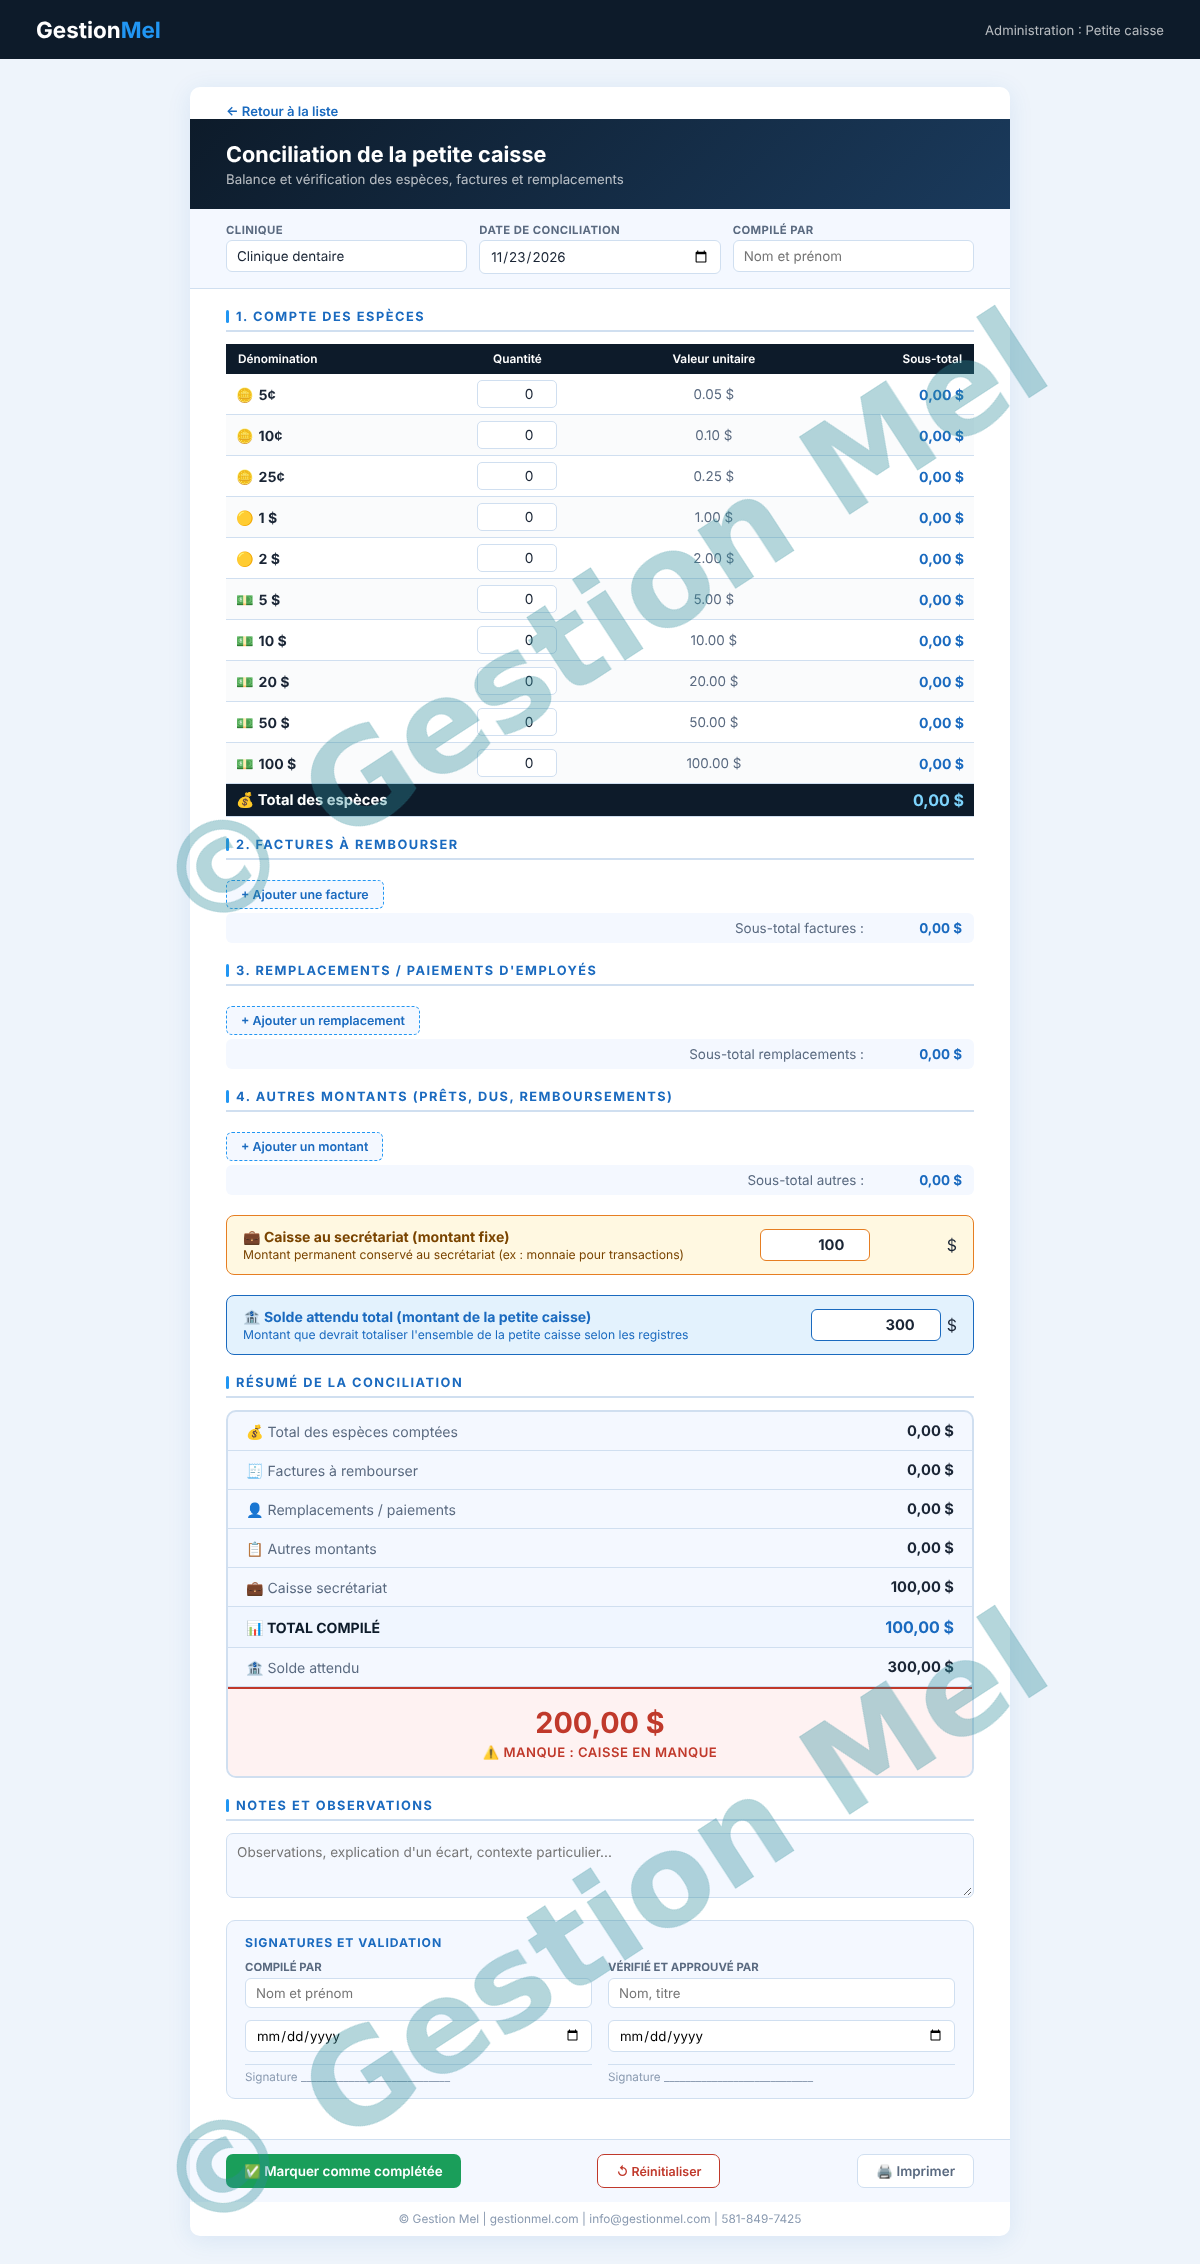 GestionMel
Administration : Petite caisse
← Retour à la liste
Conciliation de la petite caisse
Balance et vérification des espèces, factures et remplacements
CLINIQUE DATE DE CONCILIATION COMPILÉ PAR
Clinique dentaire 11/23/2026 Nom et prénom
1. COMPTE DES ESPÈCES
Dénomination Quantité Valeur unitaire Sous-total
5¢ 0 0.05 $ 0,00 $
10¢ 0 0.10 $ 0,00 $
25¢ 0 0.25 $ 0,00 $
1 $ 0 1.00 $ 0,00 $
2 $ 0 2.00 $ 0,00 $
5 $ 0 5.00 $ 0,00 $
10 $ 0 10.00 $ 0,00 $
20 $ 0 20.00 $ 0,00 $
50 $ 0 50.00 $ 0,00 $
100 $ 0 100.00 $ 0,00 $
Total des espèces 0,00 $
© Gestion Mel
2. FACTURES À REMBOURSER
+ Ajouter une facture
Sous-total factures : 0,00 $
3. REMPLACEMENTS / PAIEMENTS D'EMPLOYÉS
+ Ajouter un remplacement
Sous-total remplacements : 0,00 $
4. AUTRES MONTANTS (PRÊTS, DUS, REMBOURSEMENTS)
+ Ajouter un montant
Sous-total autres : 0,00 $
Caisse au secrétariat (montant fixe) 100 $
Montant permanent conservé au secrétariat (ex : monnaie pour transactions)
Solde attendu total (montant de la petite caisse) 300 $
Montant que devrait totaliser l'ensemble de la petite caisse selon les registres
RÉSUMÉ DE LA CONCILIATION
Total des espèces comptées 0,00 $
Factures à rembourser 0,00 $
Remplacements / paiements 0,00 $
Autres montants 0,00 $
Caisse secrétariat 100,00 $
TOTAL COMPILÉ 100,00 $
Solde attendu 300,00 $
200,00 $
⚠️ MANQUE : CAISSE EN MANQUE
NOTES ET OBSERVATIONS
Observations, explication d'un écart, contexte particulier...
© Gestion Mel
SIGNATURES ET VALIDATION
COMPILÉ PAR VÉRIFIÉ ET APPROUVÉ PAR
Nom et prénom Nom, titre
mm/dd/yyyy mm/dd/yyyy
Signature _________________________ Signature _________________________
✅ Marquer comme complétée ↺ Réinitialiser Imprimer
© Gestion Mel | gestionmel.com | info@gestionmel.com | 581-849-7425